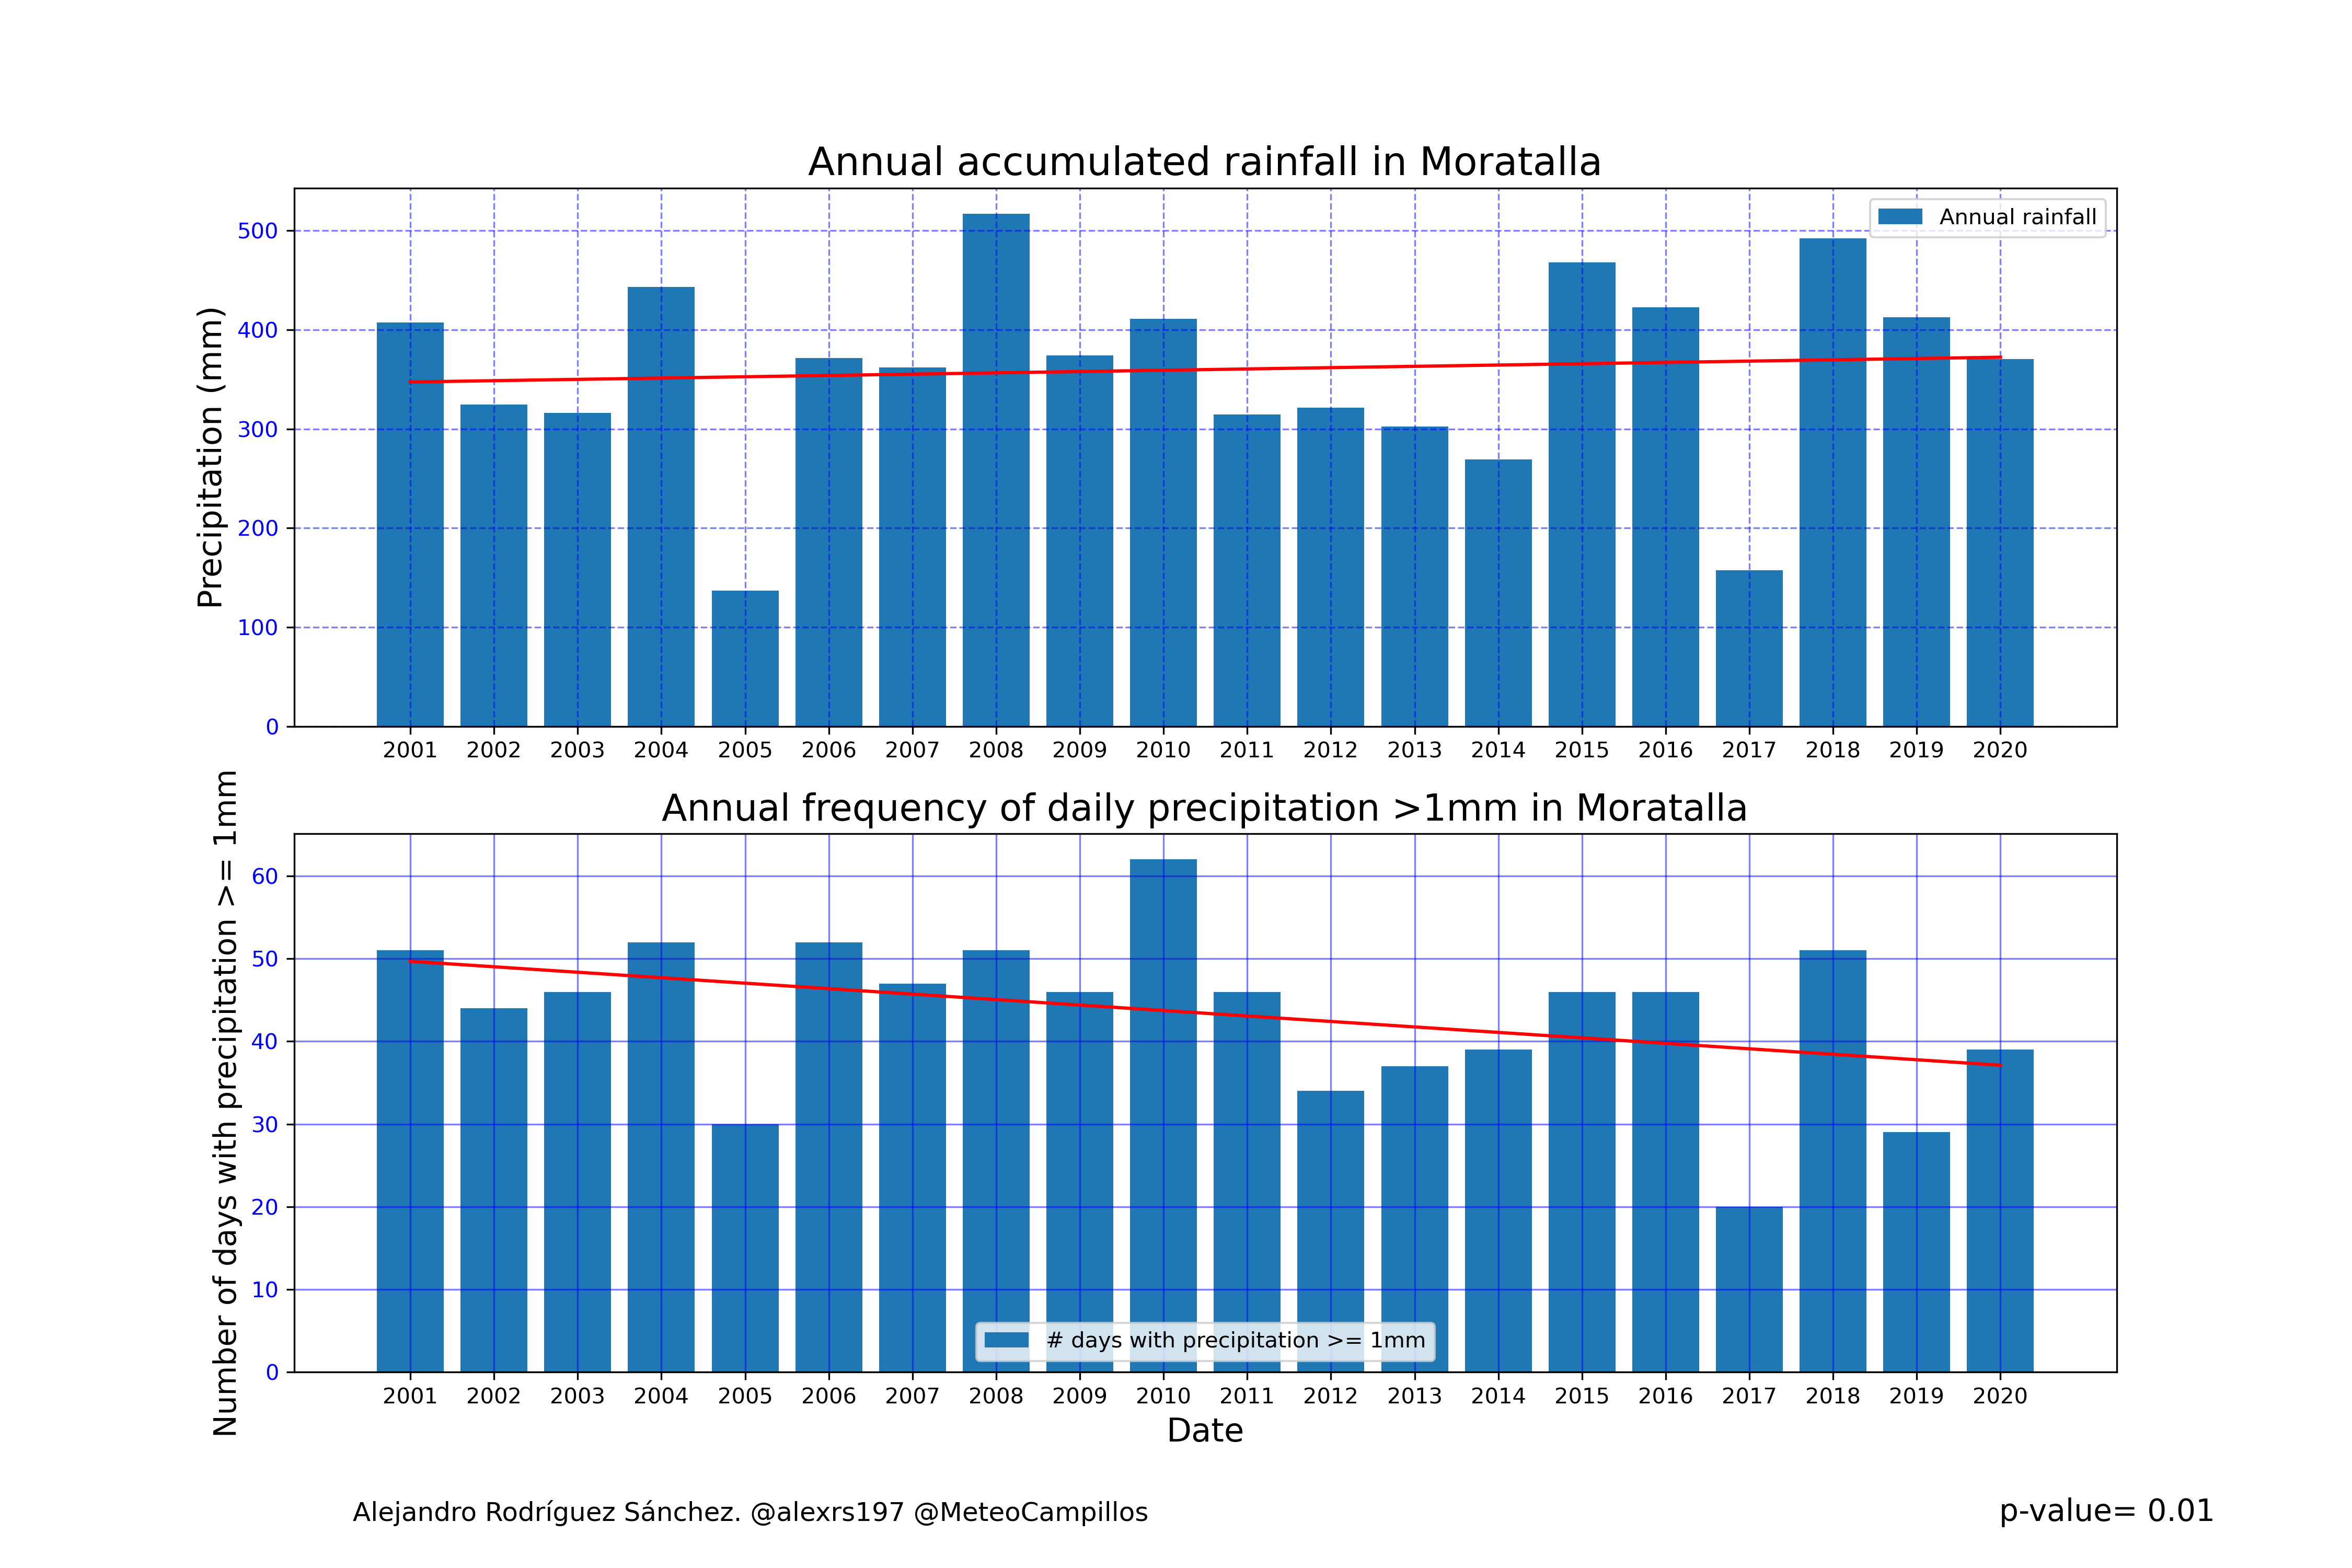 Annual accumulated rainfall in Moratalla
Precipitation (mm)
500
400
300
200
100
0
Annual rainfall
2001 2002 2003 2004 2005 2006 2007 2008 2009 2010 2011 2012 2013 2014 2015 2016 2017 2018 2019 2020
Annual frequency of daily precipitation >1mm in Moratalla
Number of days with precipitation >= 1mm
60
50
40
30
20
10
0
# days with precipitation >= 1mm
2001 2002 2003 2004 2005 2006 2007 2008 2009 2010 2011 2012 2013 2014 2015 2016 2017 2018 2019 2020
Date
Alejandro Rodríguez Sánchez. @alexrs197 @MeteoCampillos
p-value= 0.01